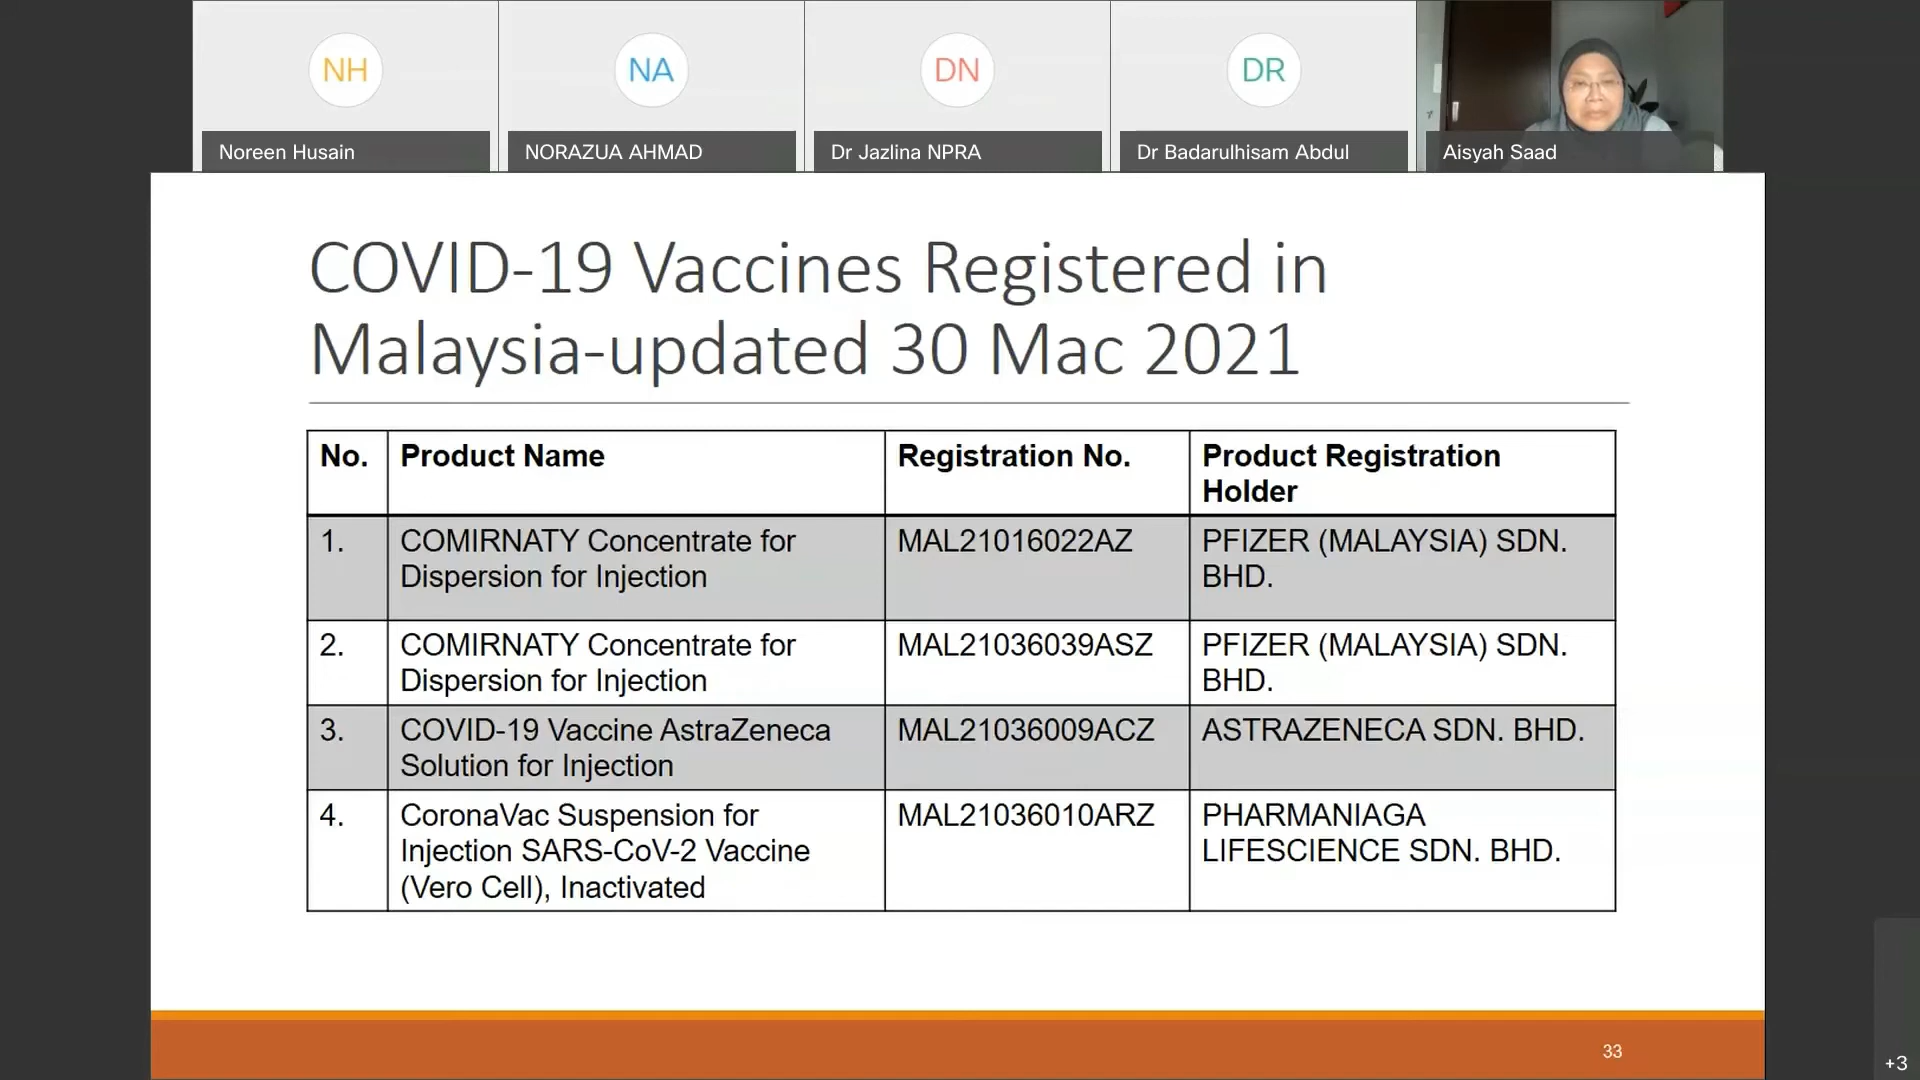 NH
NA
DN
DR
Noreen Husain
NORAZUA AHMAD
Dr Jazlina NPRA
Dr Badarulhisam Abdul
Aisyah Saad
COVID-19 Vaccines Registered in
Malaysia-updated 30 Mac 2021
No.
Product Name
Registration No.
Product Registration
Holder
1.
COMIRNATY Concentrate for
Dispersion for Injection
MAL21016022AZ
PFIZER (MALAYSIA) SDN.
BHD.
2.
COMIRNATY Concentrate for
Dispersion for Injection
MAL21036039ASZ
PFIZER (MALAYSIA) SDN.
BHD.
3.
COVID-19 Vaccine AstraZeneca
Solution for Injection
MAL21036009ACZ
ASTRAZENECA SDN. BHD.
4.
CoronaVac Suspension for
Injection SARS-CoV-2 Vaccine
(Vero Cell), Inactivated
MAL21036010ARZ
PHARMANIAGA
LIFESCIENCE SDN. BHD.
33
+3